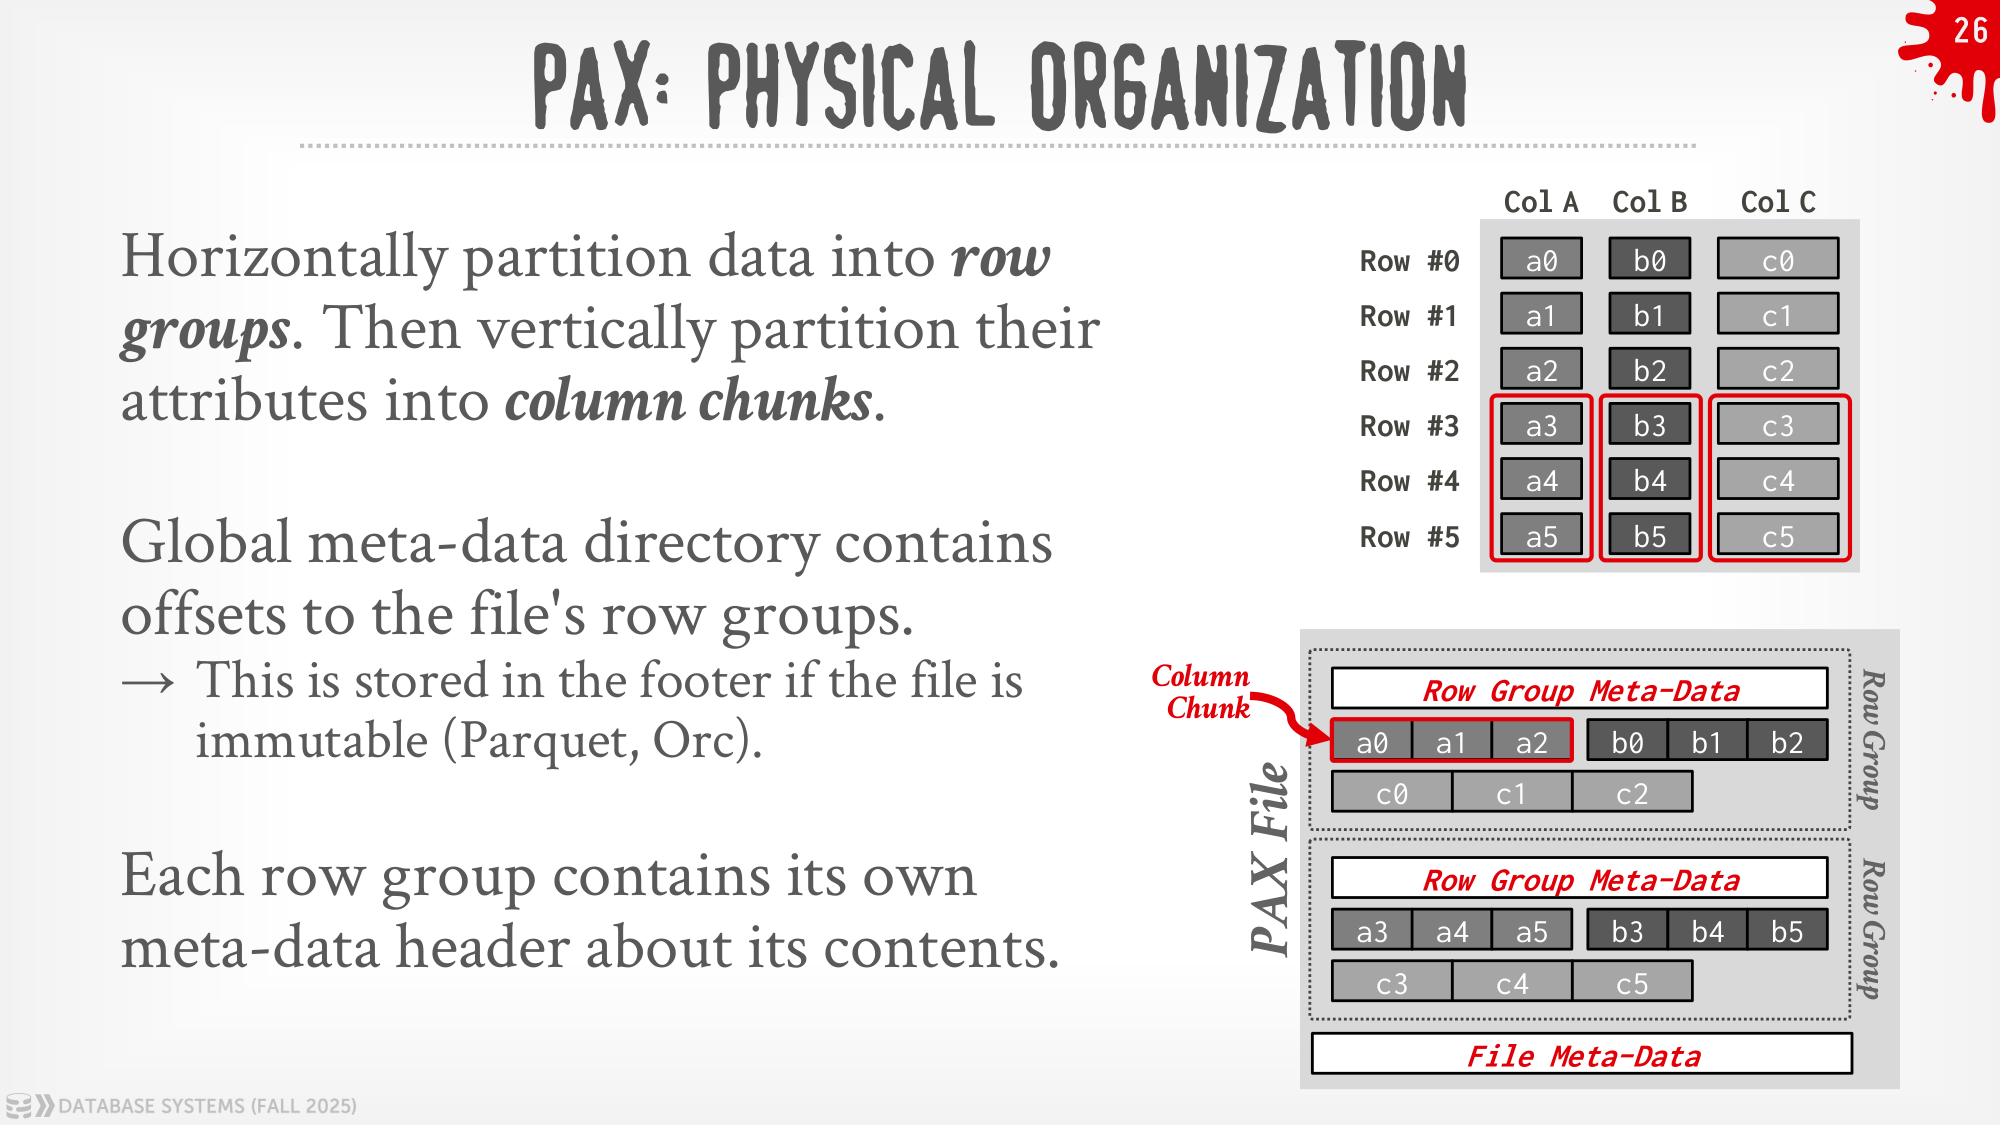 26
PAX: PHYSICAL ORGANIZATION
Horizontally partition data into row
groups. Then vertically partition their
attributes into column chunks.
Global meta-data directory contains
offsets to the file's row groups.
→ This is stored in the footer if the file is
immutable (Parquet, Orc).
Each row group contains its own
meta-data header about its contents.
Col A Col B Col C
Row #0 a0 b0 c0
Row #1 a1 b1 c1
Row #2 a2 b2 c2
Row #3 a3 b3 c3
Row #4 a4 b4 c4
Row #5 a5 b5 c5
Column
Chunk
PAX File
Row Group Meta-Data
a0 a1 a2 b0 b1 b2
c0 c1 c2
Row Group
Row Group Meta-Data
a3 a4 a5 b3 b4 b5
c3 c4 c5
Row Group
File Meta-Data
DATABASE SYSTEMS (FALL 2025)